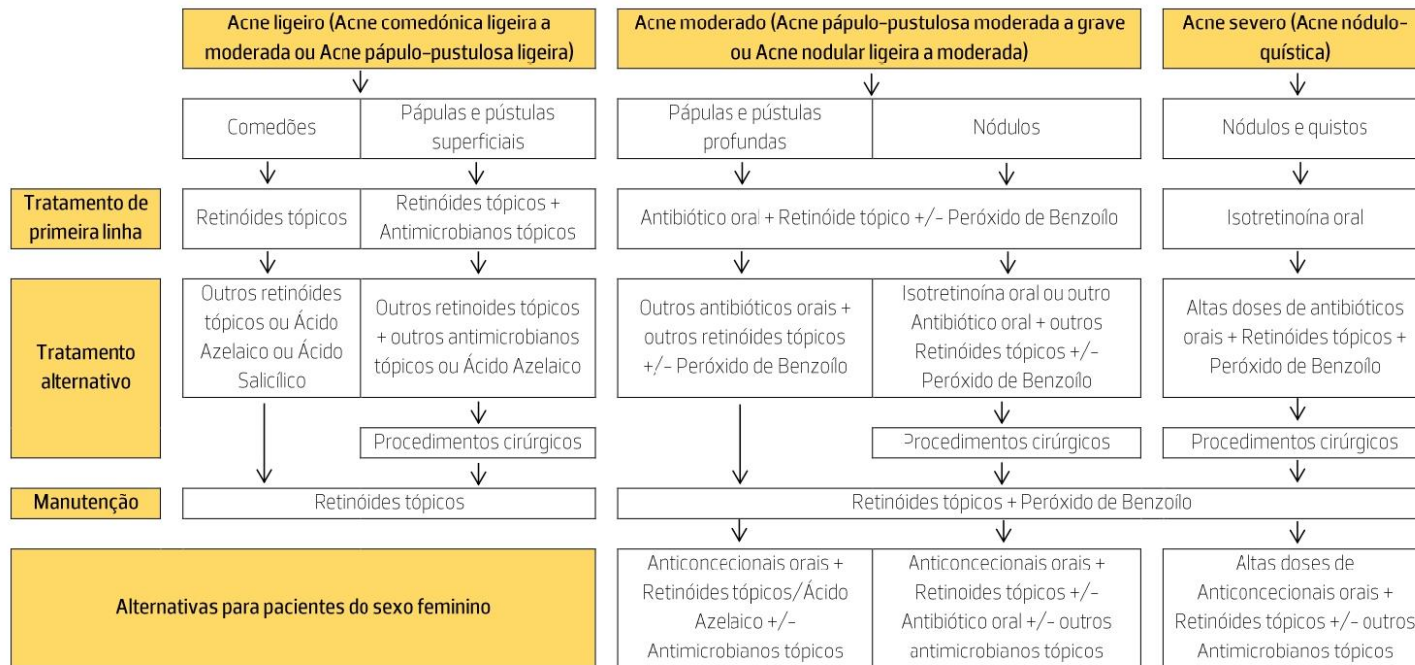 Acne ligeiro (Acne comedónica ligeira a
moderada ou Acne pápulo-pustulosa ligeira)
Acne moderado (Acne pápulo-pustulosa moderada a grave
ou Acne nodular ligeira a moderada)
Acne severo (Acne nódulo-
quística)
Comedões
Pápulas e pústulas
superficiais
Pápulas e pústulas
profundas
Nódulos
Nódulos e quistos
Tratamento de
primeira linha
Retinóides tópicos
Retinóides tópicos +
Antimicrobianos tópicos
Antibiótico oral + Retinóide tópico +/- Peróxido de Benzoílo
Isotretinoína oral
Tratamento
alternativo
Outros retinóides
tópicos ou Ácido
Azelaico ou Ácido
Salicílico
Outros retinoides tópicos
+ outros antimicrobianos
tópicos ou Ácido Azelaico
Outros antibióticos orais +
outros retinóides tópicos
+/- Peróxido de Benzoílo
Isotretinoína oral ou outro
Antibiótico oral + outros
Retinóides tópicos +/-
Peróxido de Benzoílo
Altas doses de antibióticos
orais + Retinóides tópicos +
Peróxido de Benzoílo
Procedimentos cirúrgicos
Procedimentos cirúrgicos
Procedimentos cirúrgicos
Manutenção
Retinóides tópicos
Retinóides tópicos + Peróxido de Benzoílo
Alternativas para pacientes do sexo feminino
Anticoncecionais orais +
Retinóides tópicos/Ácido
Azelaico +/-
Antimicrobianos tópicos
Anticoncecionais orais +
Retinoides tópicos +/-
Antibiótico oral +/- outros
antimicrobianos tópicos
Altas doses de
Anticoncecionais orais +
Retinóides tópicos +/- outros
Antimicrobianos tópicos